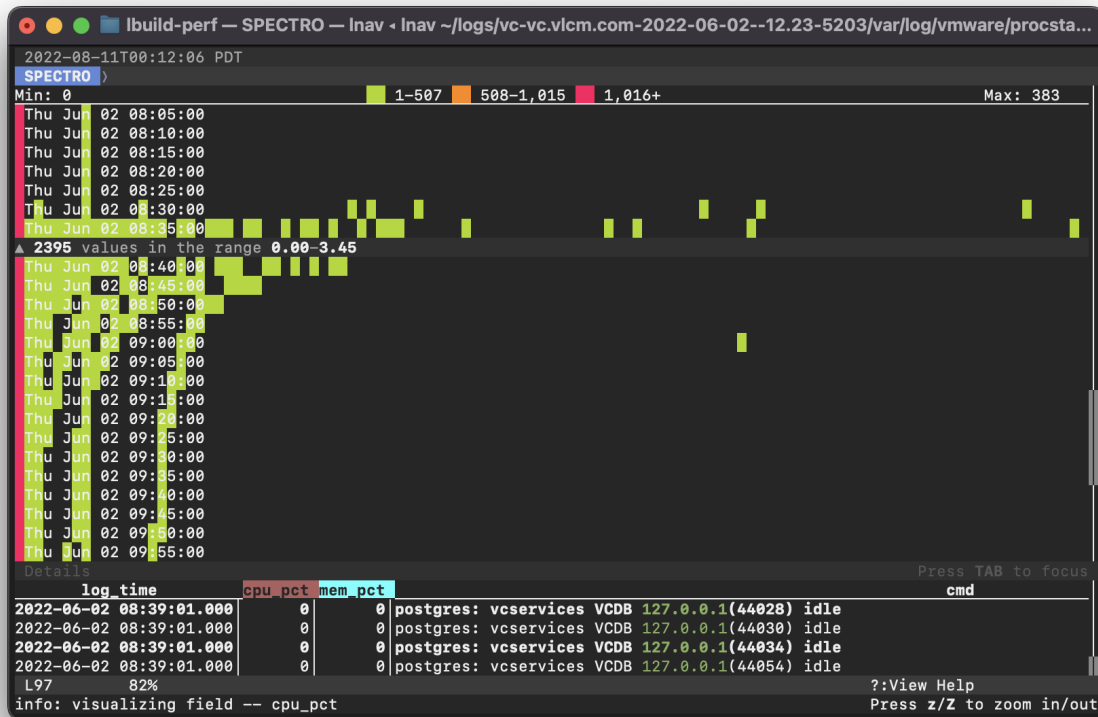 lbuild-perf — SPECTRO — lnav ◂ lnav ~/logs/vc-vc.vlcm.com-2022-06-02--12.23-5203/var/log/vmware/procsta...
2022-08-11T00:12:06 PDT
SPECTRO ⟩
Min: 0 1-507 508-1,015 1,016+ Max: 383
Thu Jun 02 08:05:00
Thu Jun 02 08:10:00
Thu Jun 02 08:15:00
Thu Jun 02 08:20:00
Thu Jun 02 08:25:00
Thu Jun 02 08:30:00
Thu Jun 02 08:35:00
▲ 2395 values in the range 0.00-3.45
Thu Jun 02 08:40:00
Thu Jun 02 08:45:00
Thu Jun 02 08:50:00
Thu Jun 02 08:55:00
Thu Jun 02 09:00:00
Thu Jun 02 09:05:00
Thu Jun 02 09:10:00
Thu Jun 02 09:15:00
Thu Jun 02 09:20:00
Thu Jun 02 09:25:00
Thu Jun 02 09:30:00
Thu Jun 02 09:35:00
Thu Jun 02 09:40:00
Thu Jun 02 09:45:00
Thu Jun 02 09:50:00
Thu Jun 02 09:55:00
Details Press TAB to focus
log_time cpu_pct mem_pct cmd
2022-06-02 08:39:01.000 0 0 postgres: vcservices VCDB 127.0.0.1(44028) idle
2022-06-02 08:39:01.000 0 0 postgres: vcservices VCDB 127.0.0.1(44030) idle
2022-06-02 08:39:01.000 0 0 postgres: vcservices VCDB 127.0.0.1(44034) idle
2022-06-02 08:39:01.000 0 0 postgres: vcservices VCDB 127.0.0.1(44054) idle
L97 82% ?:View Help
info: visualizing field -- cpu_pct Press z/Z to zoom in/out